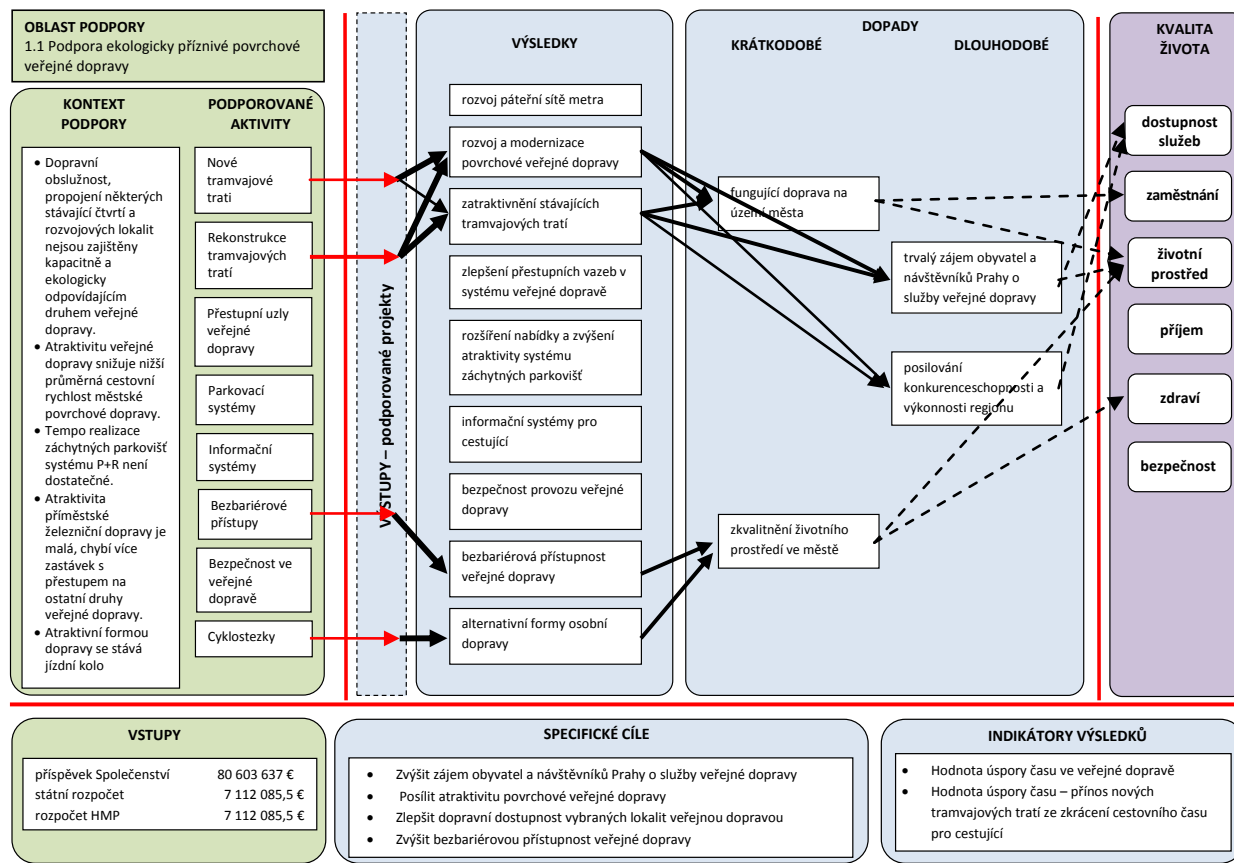 OBLAST PODPORY
1.1 Podpora ekologicky příznivé povrchové
veřejné dopravy
KONTEXT
PODPORY
• Dopravní
obslužnost,
propojení některých
stávající čtvrtí a
rozvojových lokalit
nejsou zajištěny
kapacitně a
ekologicky
odpovídajícím
druhem veřejné
dopravy.
• Atraktivitu veřejné
dopravy snižuje nižší
průměrná cestovní
rychlost městské
povrchové dopravy.
• Tempo realizace
záchytných parkovišť
systému P+R není
dostatečné.
• Atraktivita
příměstské
železniční dopravy je
malá, chybí více
zastávek s
přestupem na
ostatní druhy
veřejné dopravy.
• Atraktivní formou
dopravy se stává
jízdní kolo
PODPOROVANÉ
AKTIVITY
Nové
tramvajové
trati
Rekonstrukce
tramvajových
tratí
Přestupní uzly
veřejné
dopravy
Parkovací
systémy
Informační
systémy
Bezbariérové
přístupy
Bezpečnost ve
veřejné
dopravě
Cyklostezky
VSTUPY – podporované projekty
VÝSLEDKY
rozvoj páteřní sítě metra
rozvoj a modernizace
povrchové veřejné dopravy
zatraktivnění stávajících
tramvajových tratí
zlepšení přestupních vazeb v
systému veřejné dopravě
rozšíření nabídky a zvýšení
atraktivity systému
záchytných parkovišť
informační systémy pro
cestující
bezpečnost provozu veřejné
dopravy
bezbariérová přístupnost
veřejné dopravy
alternativní formy osobní
dopravy
DOPADY
KRÁTKODOBÉ
DLOUHODOBÉ
fungující doprava na
území města
trvalý zájem obyvatel a
návštěvníků Prahy o
služby veřejné dopravy
posilování
konkurenceschopnosti a
výkonnosti regionu
zkvalitnění životního
prostředí ve městě
KVALITA
ŽIVOTA
dostupnost
služeb
zaměstnání
životní
prostřed
příjem
zdraví
bezpečnost
VSTUPY
příspěvek Společenství 80 603 637 €
státní rozpočet 7 112 085,5 €
rozpočet HMP 7 112 085,5 €
SPECIFICKÉ CÍLE
• Zvýšit zájem obyvatel a návštěvníků Prahy o služby veřejné dopravy
• Posílit atraktivitu povrchové veřejné dopravy
• Zlepšit dopravní dostupnost vybraných lokalit veřejnou dopravou
• Zvýšit bezbariérovou přístupnost veřejné dopravy
INDIKÁTORY VÝSLEDKŮ
• Hodnota úspory času ve veřejné dopravě
• Hodnota úspory času – přínos nových
tramvajových tratí ze zkrácení cestovního času
pro cestující